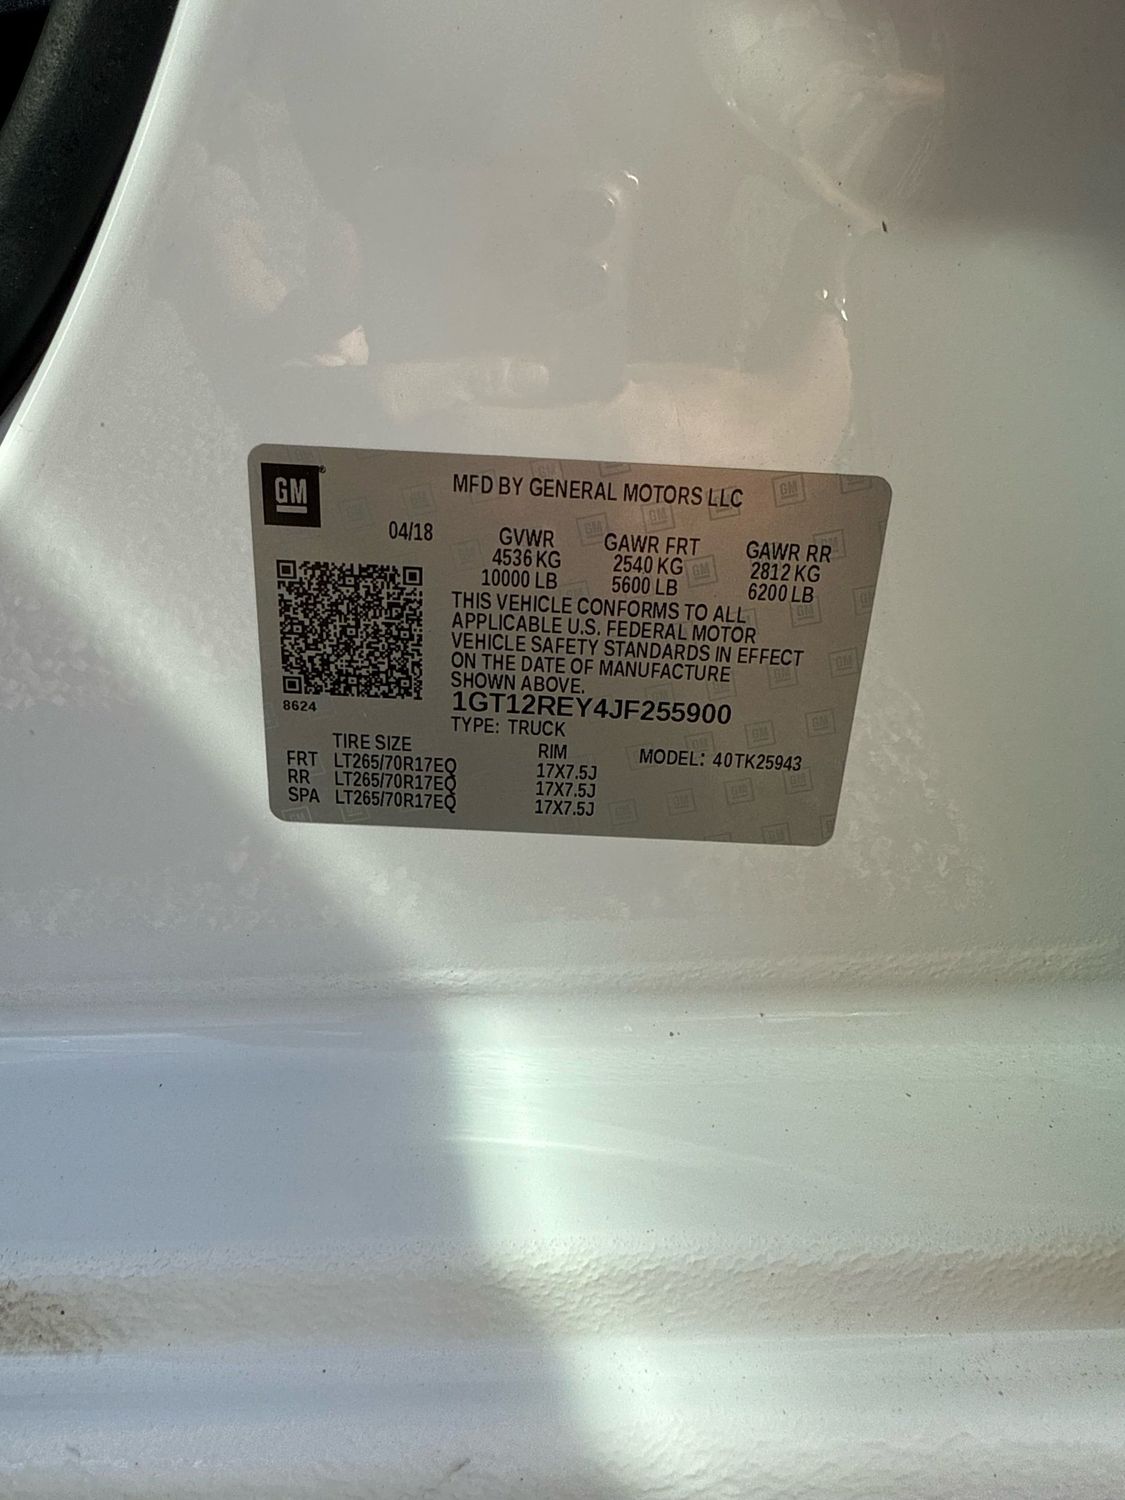 GM
MFD BY GENERAL MOTORS LLC
04/18
GVWR GAWR FRT GAWR RR
4536 KG 2540 KG 2812 KG
10000 LB 5600 LB 6200 LB
THIS VEHICLE CONFORMS TO ALL
APPLICABLE U.S. FEDERAL MOTOR
VEHICLE SAFETY STANDARDS IN EFFECT
ON THE DATE OF MANUFACTURE
SHOWN ABOVE.
8624
1GT12REY4JF255900
TYPE: TRUCK
TIRE SIZE RIM MODEL: 40TK25943
FRT LT265/70R17EQ 17X7.5J
RR LT265/70R17EQ 17X7.5J
SPA LT265/70R17EQ 17X7.5J